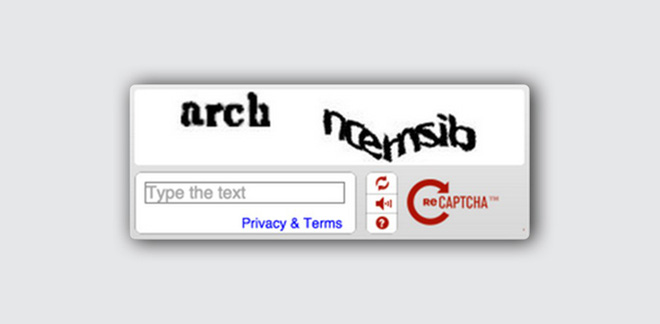 arch ncemsib
Type the text
Privacy & Terms
reCAPTCHA™